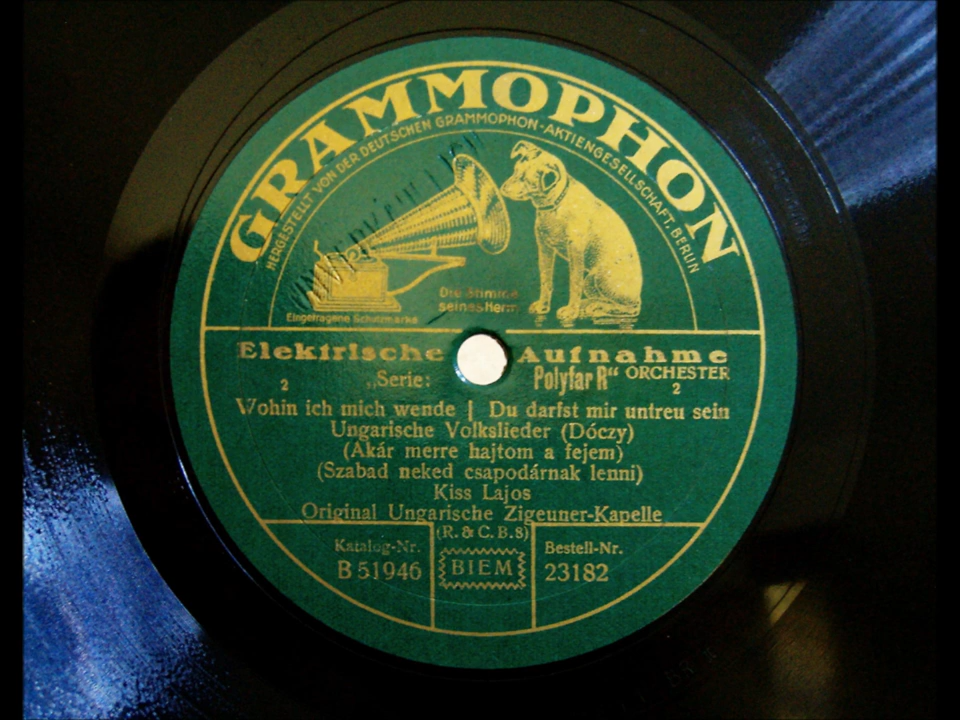 GRAMMOPHON
HERGESTELLT VON DER DEUTSCHEN GRAMMOPHON-AKTIENGESELLSCHAFT, BERLIN
Die Stimme
seines Herrn
Eingetragene Schutzmarke
Elektrische Aufnahme
„Serie: Polyfar R“ ORCHESTER
2 2
Wohin ich mich wende | Du darfst mir untreu sein
Ungarische Volkslieder (Dóczy)
(Akár merre hajtom a fejem)
(Szabad neked csapodárnak lenni)
Kiss Lajos
Original Ungarische Zigeuner-Kapelle
(R. & C. B. 8)
Katalog-Nr. BIEM Bestell-Nr.
B 51946 23182